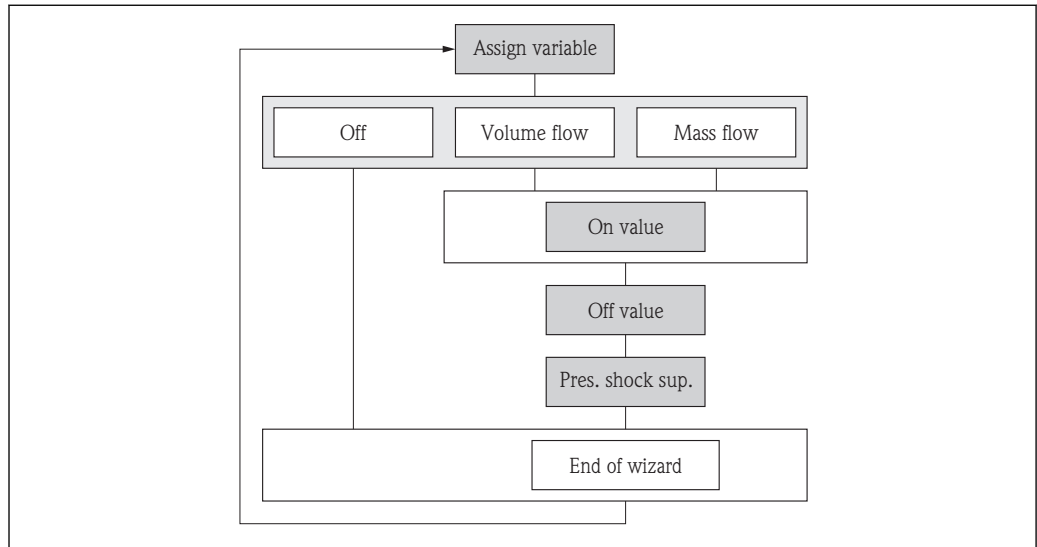 Assign variable
Off
Volume flow
Mass flow
On value
Off value
Pres. shock sup.
End of wizard